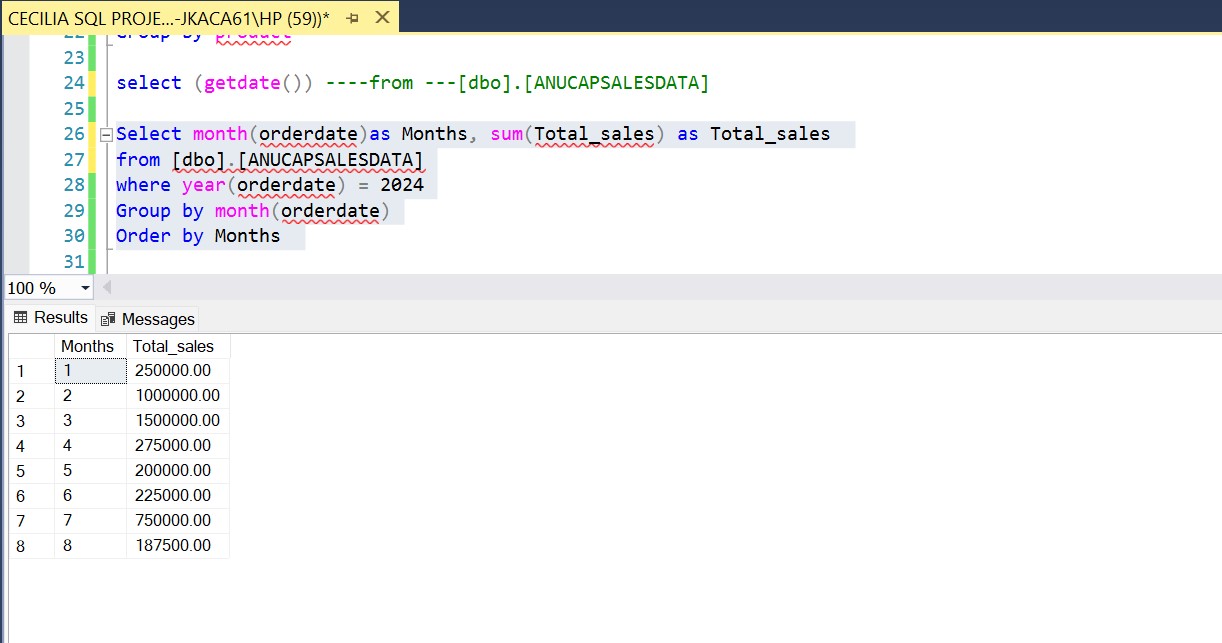 CECILIA SQL PROJE...-JKACA61\HP (59))*
22 Group by product
23
24 select (getdate()) ----from ---[dbo].[ANUCAPSALESDATA]
25
26 Select month(orderdate)as Months, sum(Total_sales) as Total_sales
27 from [dbo].[ANUCAPSALESDATA]
28 where year(orderdate) = 2024
29 Group by month(orderdate)
30 Order by Months
31
100 %
Results Messages
Months Total_sales
1 1 250000.00
2 2 1000000.00
3 3 1500000.00
4 4 275000.00
5 5 200000.00
6 6 225000.00
7 7 750000.00
8 8 187500.00